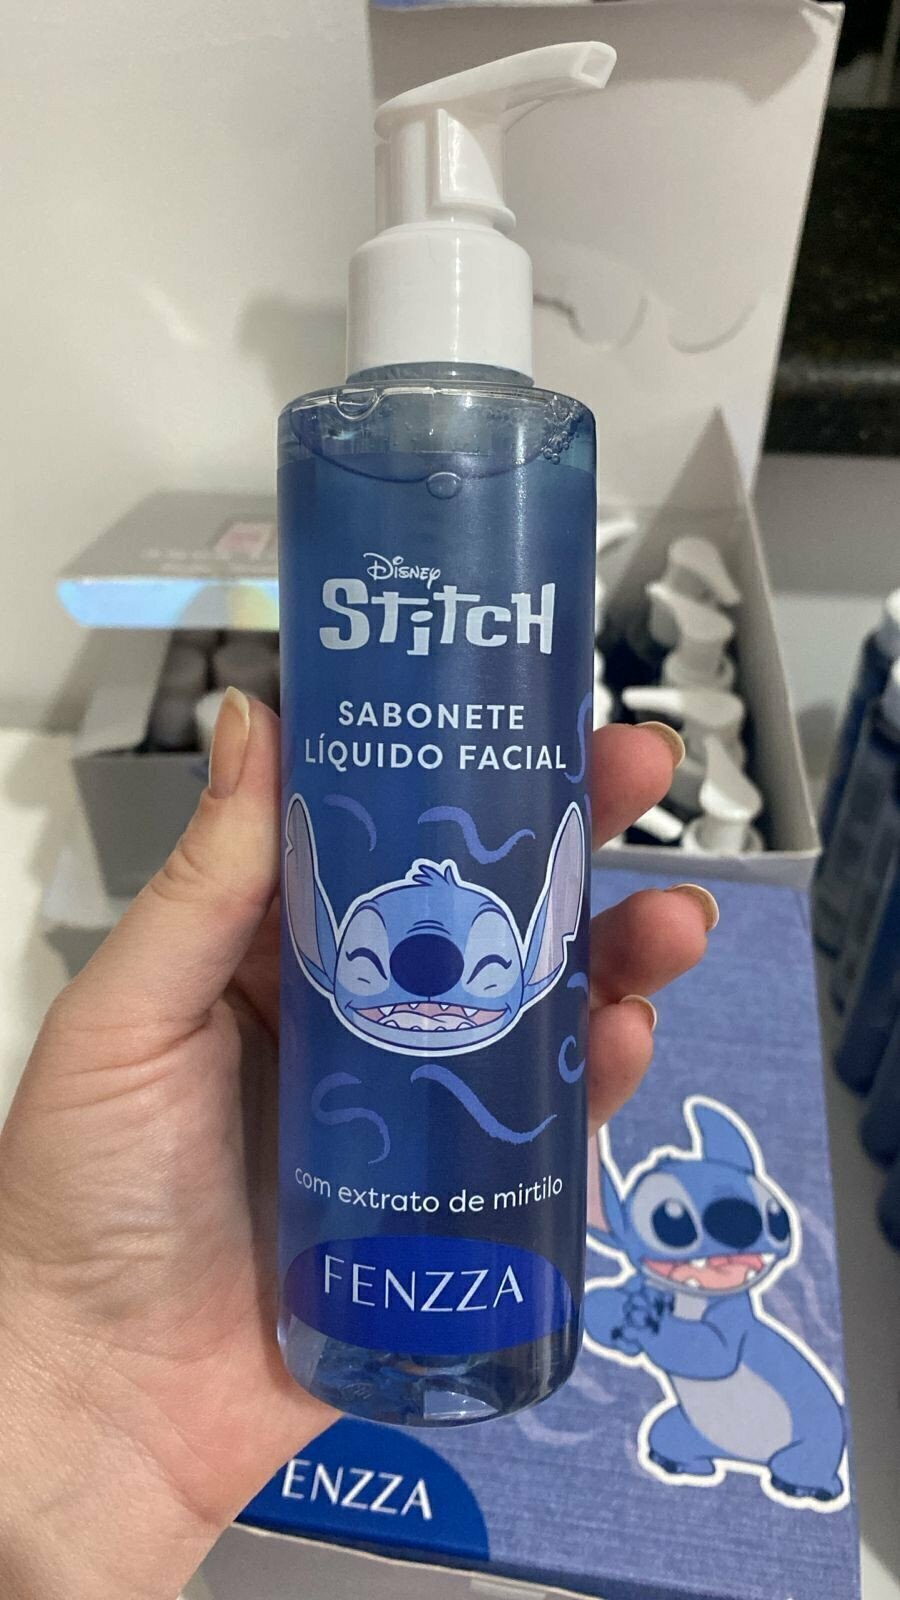 Disney
Stitch
SABONETE
LÍQUIDO FACIAL
com extrato de mirtilo
FENZZA
ENZZA